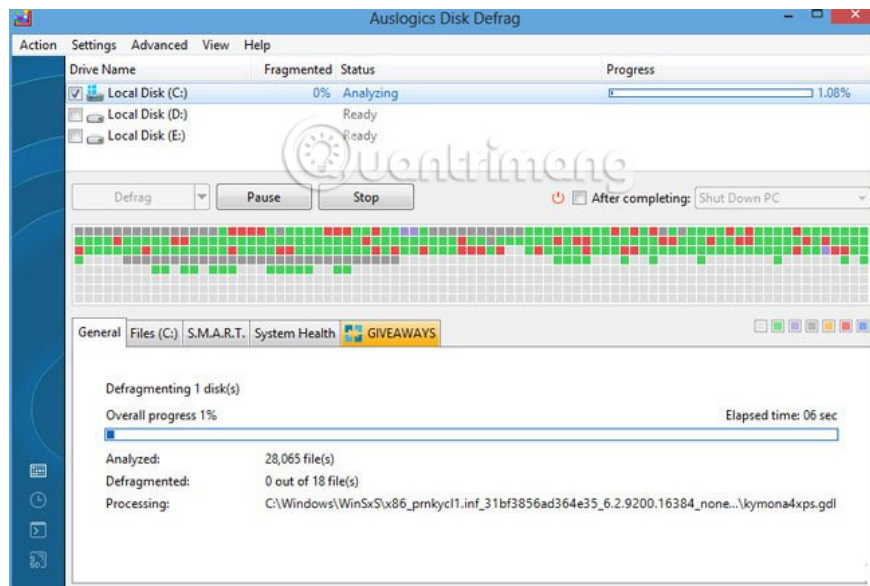 Auslogics Disk Defrag
Action Settings Advanced View Help
Drive Name Fragmented Status Progress
Local Disk (C:) 0% Analyzing 1.08%
Local Disk (D:) Ready
Local Disk (E:) Ready
Quantrimang
Defrag Pause Stop After completing: Shut Down PC
General Files (C:) S.M.A.R.T. System Health GIVEAWAYS
Defragmenting 1 disk(s)
Overall progress 1% Elapsed time: 06 sec
Analyzed: 28,065 file(s)
Defragmented: 0 out of 18 file(s)
Processing: C:\Windows\WinSxS\x86_prnkycl1.inf_31bf3856ad364e35_6.2.9200.16384_none...\kymona4xps.gdl